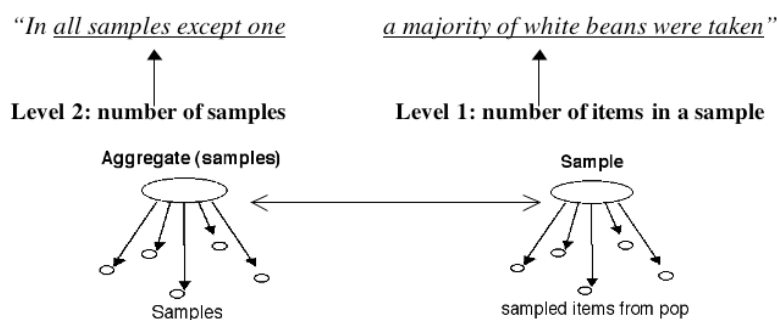 “In all samples except one a majority of white beans were taken”
Level 2: number of samples Level 1: number of items in a sample
Aggregate (samples) Sample
Samples sampled items from pop